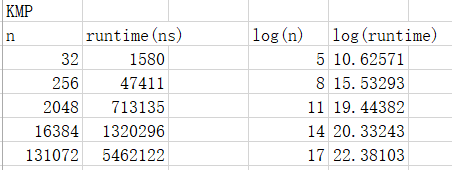 KMP
n runtime(ns) log(n) log(runtime)
32 1580 5 10.62571
256 47411 8 15.53293
2048 713135 11 19.44382
16384 1320296 14 20.33243
131072 5462122 17 22.38103